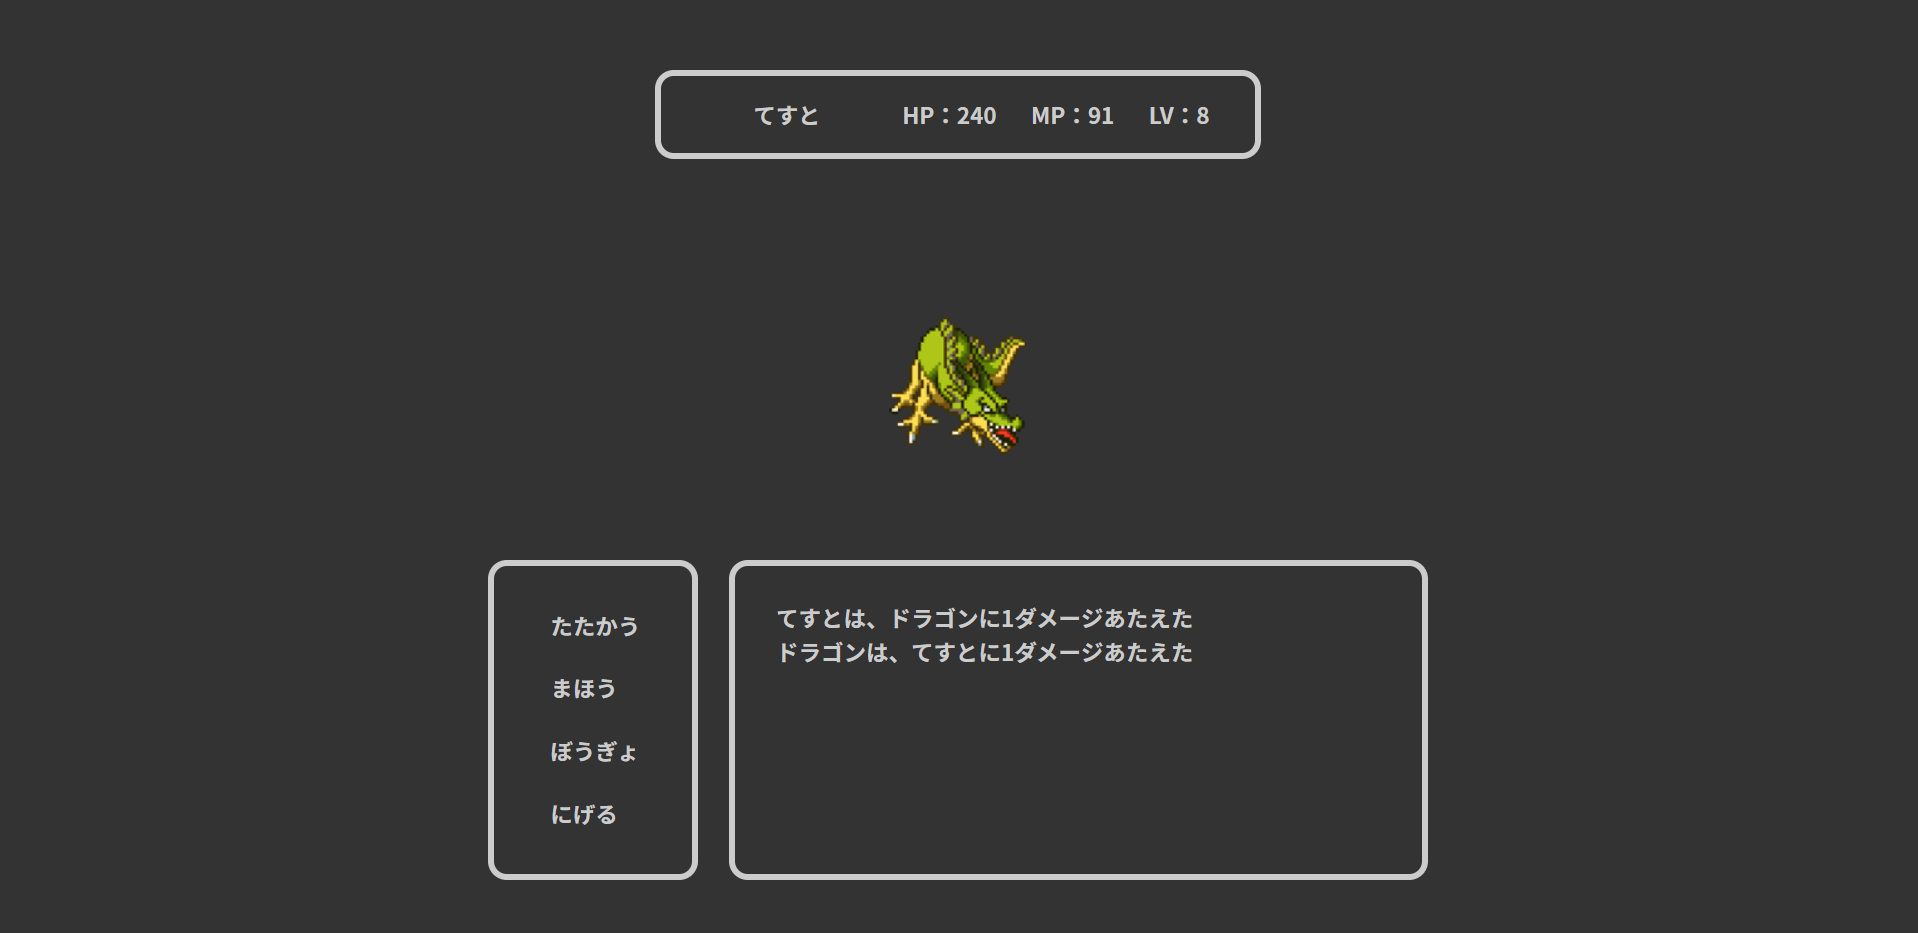 てすと HP：240 MP：91 LV：8
たたかう
まほう
ぼうぎょ
にげる
てすとは、ドラゴンに1ダメージあたえた
ドラゴンは、てすとに1ダメージあたえた